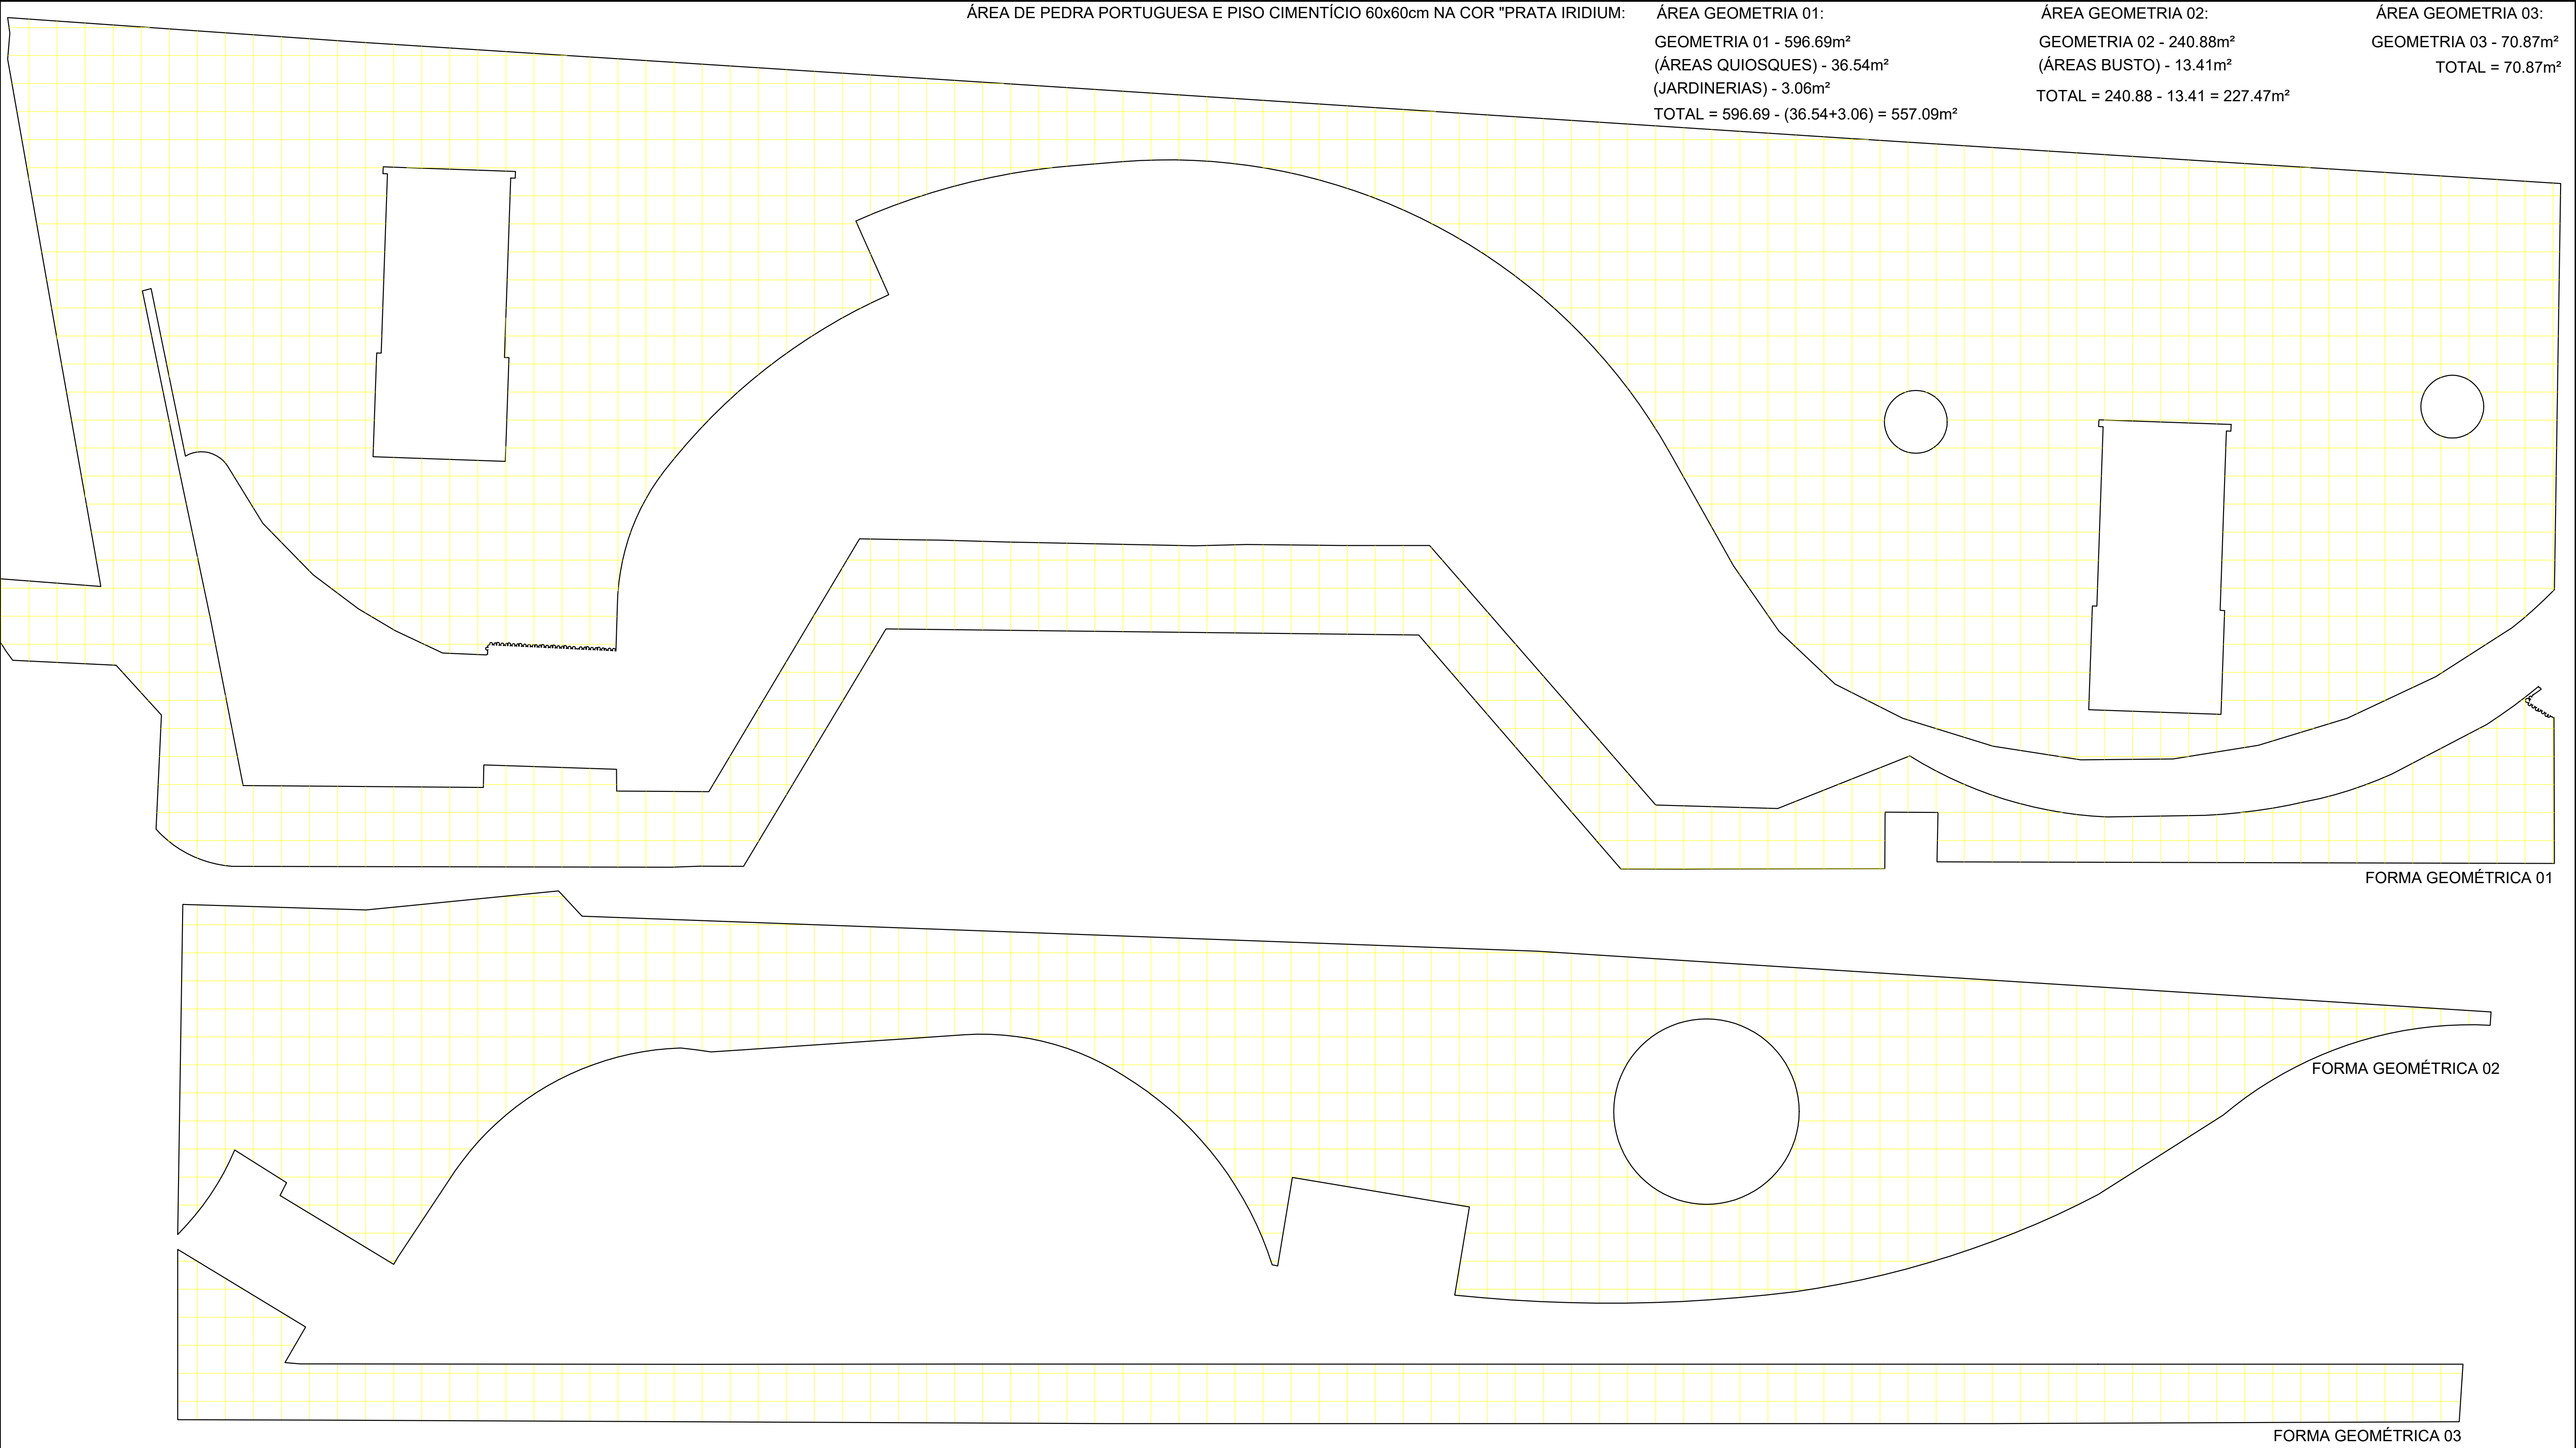 ÁREA DE PEDRA PORTUGUESA E PISO CIMENTÍCIO 60x60cm NA COR "PRATA IRIDIUM:
ÁREA GEOMETRIA 01:
GEOMETRIA 01 - 596.69m²
(ÁREAS QUIOSQUES) - 36.54m²
(JARDINERIAS) - 3.06m²
TOTAL = 596.69 - (36.54+3.06) = 557.09m²
ÁREA GEOMETRIA 02:
GEOMETRIA 02 - 240.88m²
(ÁREAS BUSTO) - 13.41m²
TOTAL = 240.88 - 13.41 = 227.47m²
ÁREA GEOMETRIA 03:
GEOMETRIA 03 - 70.87m²
TOTAL = 70.87m²
FORMA GEOMÉTRICA 01
FORMA GEOMÉTRICA 02
FORMA GEOMÉTRICA 03